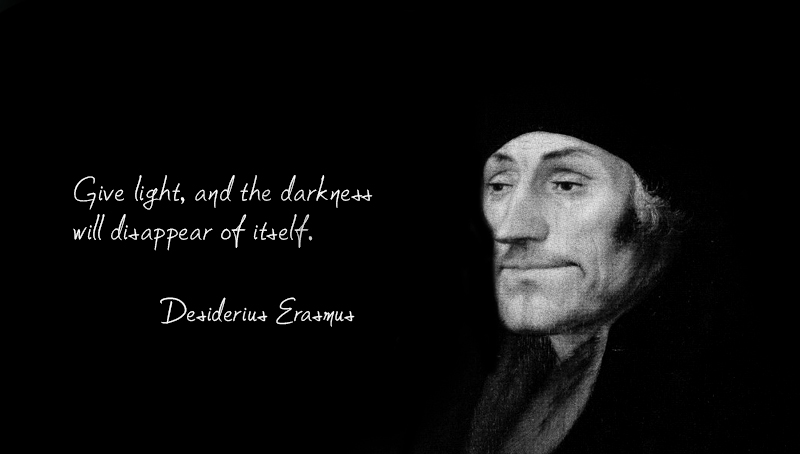 Give light, and the darkness
will disappear of itself.
Desiderius Erasmus